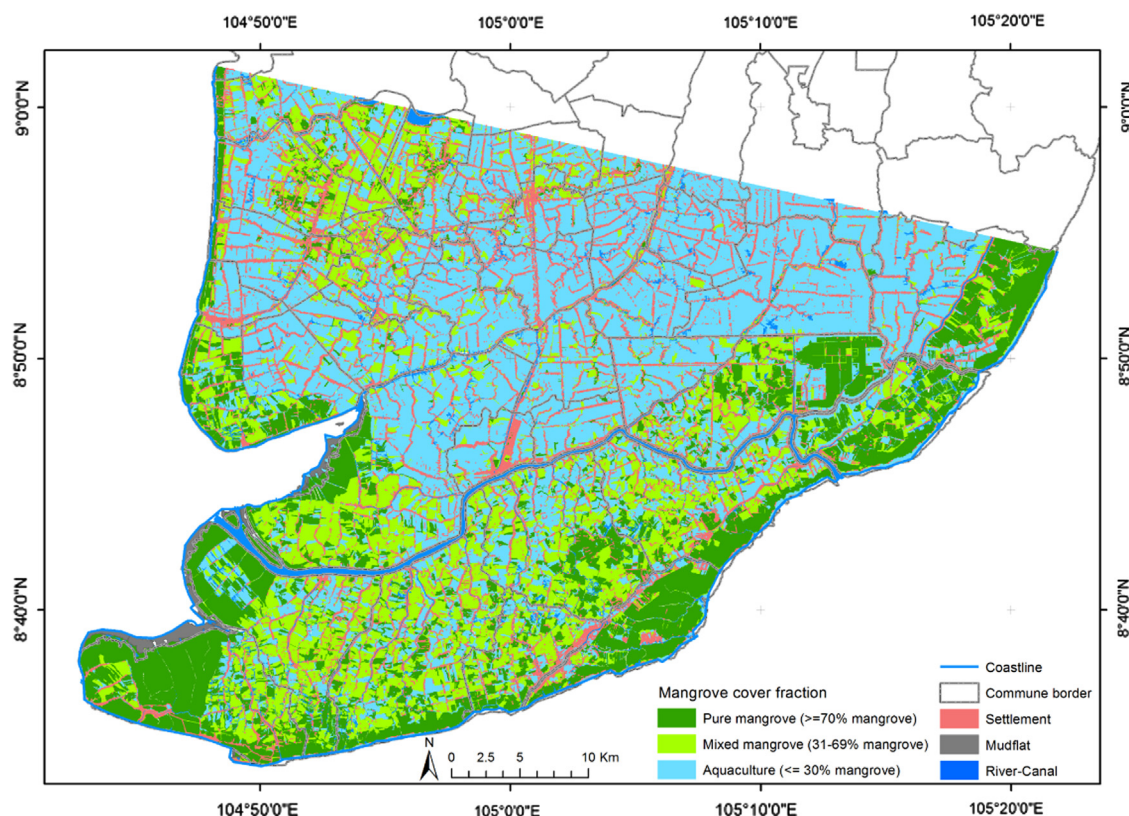 104°50'0"E 105°0'0"E 105°10'0"E 105°20'0"E
9°0'0"N 9°0'0"N
8°50'0"N 8°50'0"N
8°40'0"N 8°40'0"N
Mangrove cover fraction
Pure mangrove (>=70% mangrove)
Mixed mangrove (31-69% mangrove)
Aquaculture (<= 30% mangrove)
Coastline
Commune border
Settlement
Mudflat
River-Canal
N
0 2.5 5 10 Km
104°50'0"E 105°0'0"E 105°10'0"E 105°20'0"E